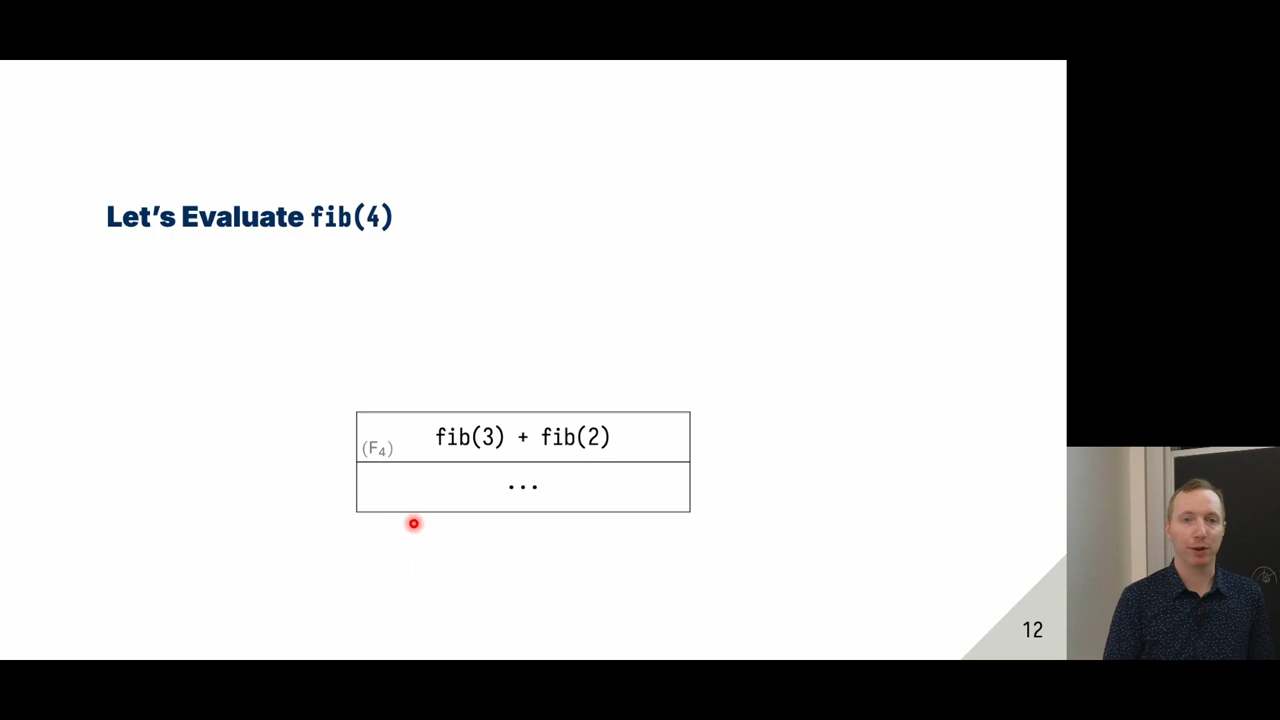 Let's Evaluate fib(4)
(F₄) fib(3) + fib(2)
...
12